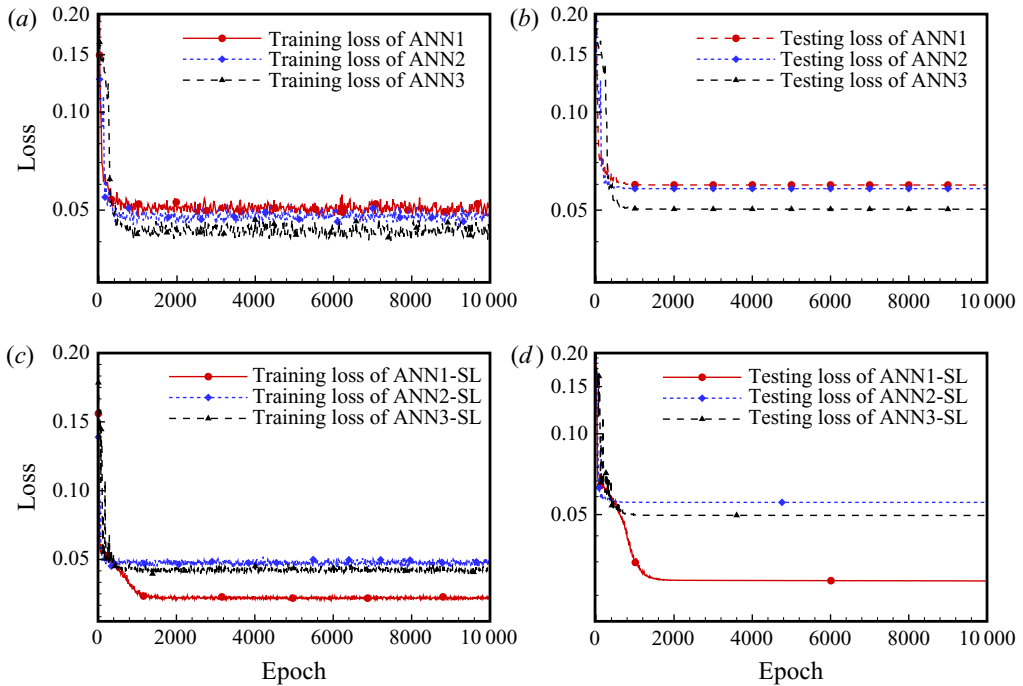 (a)
0.20
0.15
0.10
0.05
Loss
Training loss of ANN1
Training loss of ANN2
Training loss of ANN3
0 2000 4000 6000 8000 10 000
(b)
0.20
0.15
0.10
0.05
Testing loss of ANN1
Testing loss of ANN2
Testing loss of ANN3
0 2000 4000 6000 8000 10 000
(c)
0.20
0.15
0.10
0.05
Loss
Training loss of ANN1-SL
Training loss of ANN2-SL
Training loss of ANN3-SL
0 2000 4000 6000 8000 10 000
Epoch
(d)
0.20
0.15
0.10
0.05
Testing loss of ANN1-SL
Testing loss of ANN2-SL
Testing loss of ANN3-SL
0 2000 4000 6000 8000 10 000
Epoch